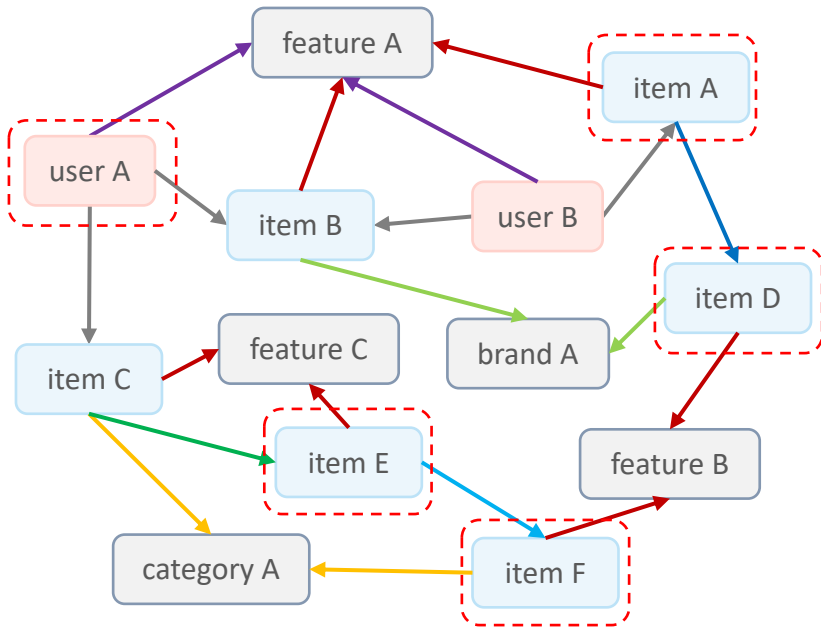 feature A
item A
user A
item B
user B
item D
feature C
brand A
item C
item E
feature B
category A
item F